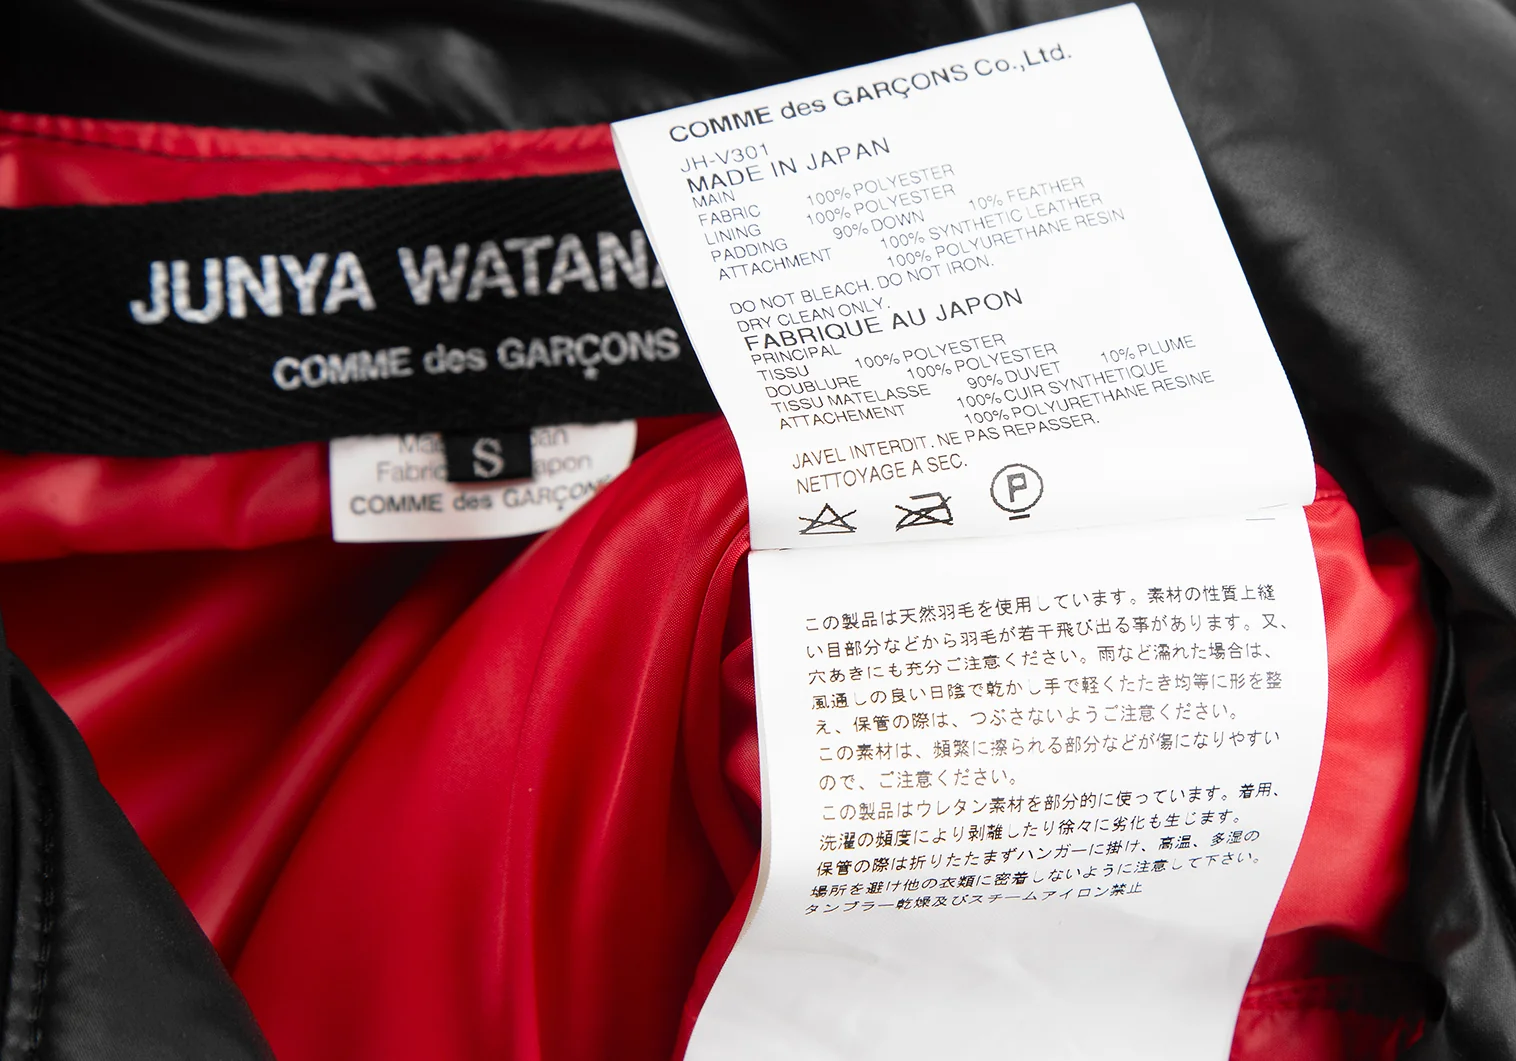 JUNYA WATAN
COMME des GARÇONS
S
Fabric
apon
COMME des GARÇONS
COMME des GARÇONS Co.,Ltd.
JH-V301
MADE IN JAPAN
MAIN
FABRIC 100% POLYESTER
LINING 100% POLYESTER
PADDING 90% DOWN 10% FEATHER
ATTACHMENT 100% SYNTHETIC LEATHER
100% POLYURETHANE RESIN
DO NOT BLEACH. DO NOT IRON.
DRY CLEAN ONLY.
FABRIQUE AU JAPON
PRINCIPAL
TISSU 100% POLYESTER
DOUBLURE 100% POLYESTER
TISSU MATELASSE 90% DUVET 10% PLUME
ATTACHEMENT 100% CUIR SYNTHETIQUE
100% POLYURETHANE RESINE
JAVEL INTERDIT. NE PAS REPASSER.
NETTOYAGE A SEC.
P
この製品は天然羽毛を使用しています。素材の性質上縫
い目部分などから羽毛が若干飛び出る事があります。又、
穴あきにも充分ご注意ください。雨など濡れた場合は、
風通しの良い日陰で乾かし手で軽くたたき均等に形を整
え、保管の際は、つぶさないようご注意ください。
この素材は、頻繁に擦られる部分などが傷になりやすい
ので、ご注意ください。
この製品はウレタン素材を部分的に使っています。着用、
洗濯の頻度により剥離したり徐々に劣化も生じます。
保管の際は折りたたまずハンガーに掛け、高温、多湿の
場所を避け他の衣類に密着しないように注意して下さい。
タンブラー乾燥及びスチームアイロン禁止